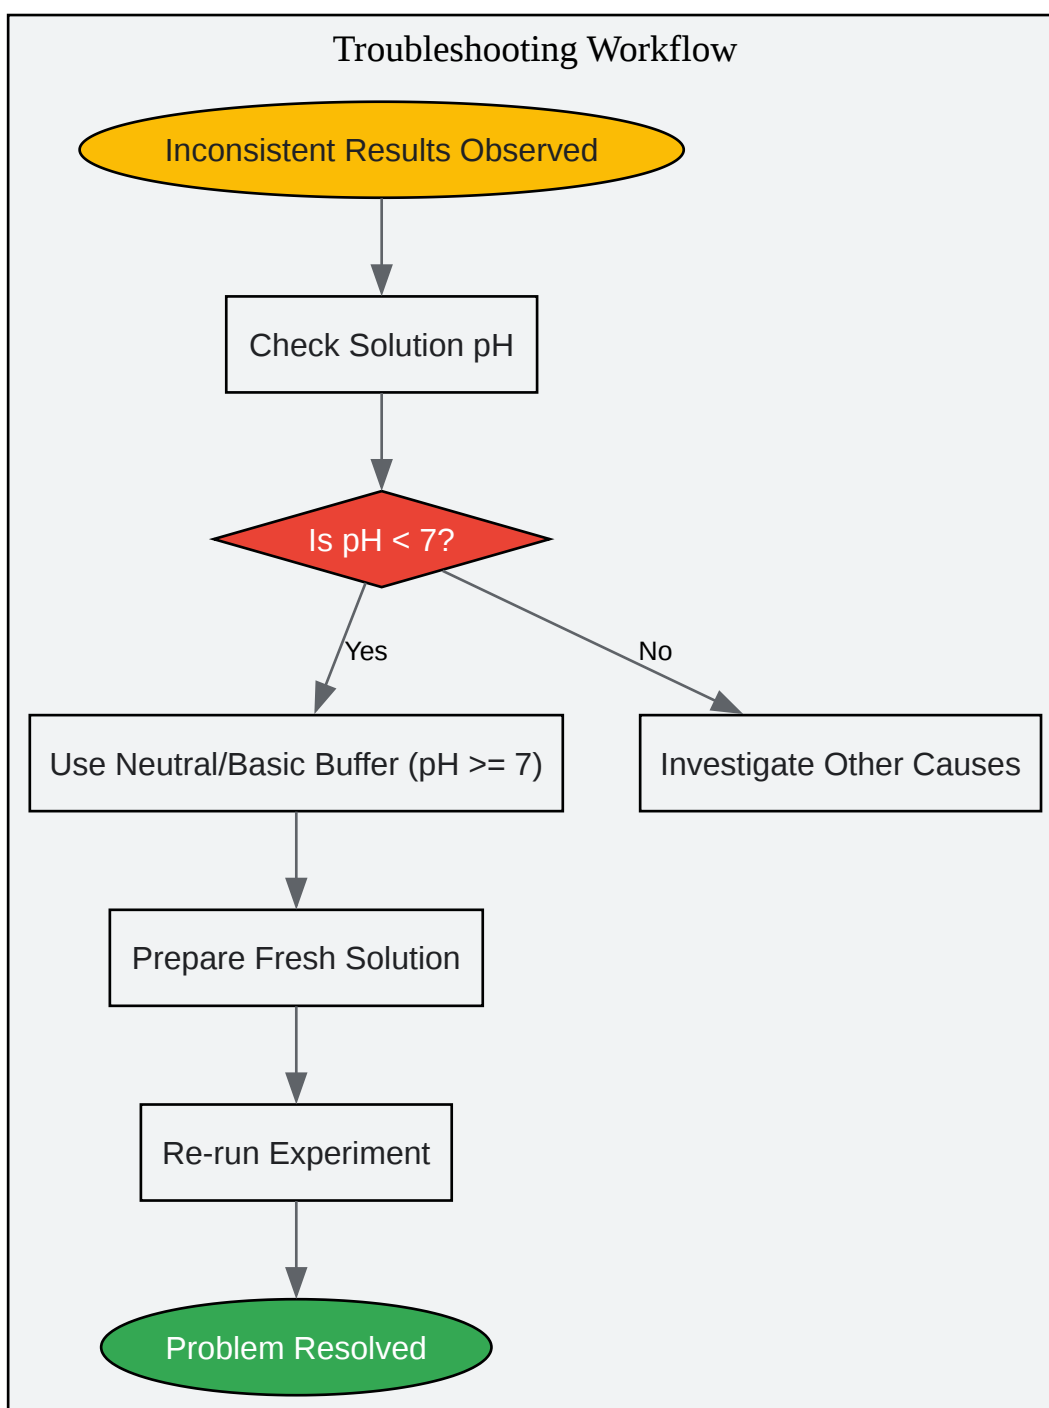 Troubleshooting Workflow
Inconsistent Results Observed
Check Solution pH
Is pH < 7?
Yes
No
Use Neutral/Basic Buffer (pH >= 7)
Investigate Other Causes
Prepare Fresh Solution
Re-run Experiment
Problem Resolved